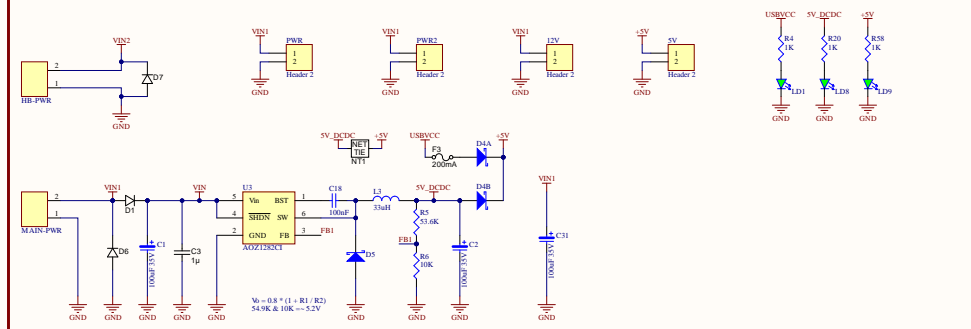 USBVCC
5V_DCDC
+5V
R4
1K
R20
1K
R58
1K
LD1
LD8
LD9
GND
GND
GND
VIN2
2
1
HB-PWR
D7
GND
VIN1
PWR
1
2
Header 2
GND
VIN1
PWR2
1
2
Header 2
GND
VIN1
12V
1
2
Header 2
GND
+5V
5V
1
2
Header 2
GND
5V_DCDC
+5V
NET
TIE
NT1
USBVCC
F3
200mA
D4A
+5V
2
1
MAIN-PWR
VIN1
D1
VIN
D6
C1
100uF 35V
C3
1µ
U3
5
Vin
BST
1
4
SHDN
SW
6
2
GND
FB
3
AOZ1282CI
FB1
C18
100nF
L3
33uH
5V_DCDC
D4B
D5
R5
53.6K
FB1
R6
10K
C2
100uF 35V
VIN1
C31
100uF 35V
GND
GND
GND
GND
GND
GND
GND
GND
GND
Vo = 0.8 * (1 + R1 / R2)
54.9K & 10K =~ 5.2V